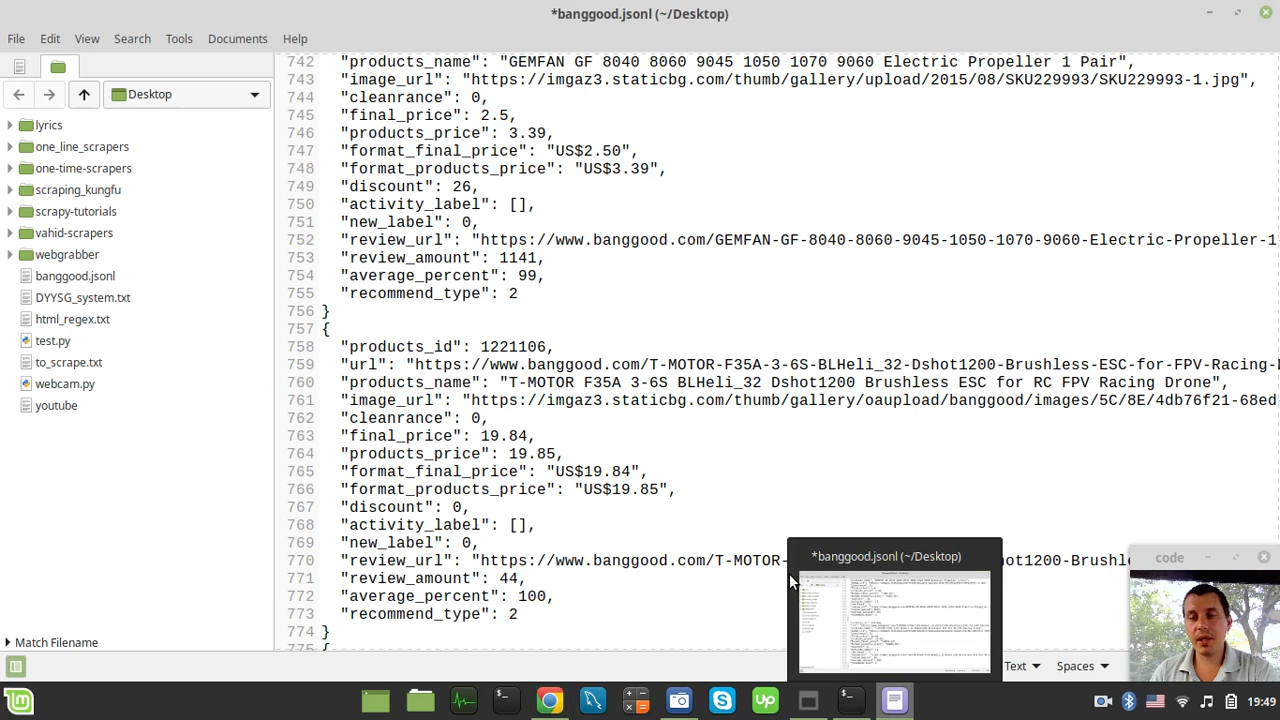 *banggood.jsonl (~/Desktop)
File Edit View Search Tools Documents Help
Desktop
lyrics
one_line_scrapers
one-time-scrapers
scraping_kungfu
scrapy-tutorials
vahid-scrapers
webgrabber
banggood.jsonl
DYYSG_system.txt
html_regex.txt
test.py
to_scrape.txt
webcam.py
youtube
Match Filename
742 "products_name": "GEMFAN GF 8040 8060 9045 1050 1070 9060 Electric Propeller 1 Pair",
743 "image_url": "https://imgaz3.staticbg.com/thumb/gallery/upload/2015/08/SKU229993/SKU229993-1.jpg",
744 "cleanrance": 0,
745 "final_price": 2.5,
746 "products_price": 3.39,
747 "format_final_price": "US$2.50",
748 "format_products_price": "US$3.39",
749 "discount": 26,
750 "activity_label": [],
751 "new_label": 0,
752 "review_url": "https://www.banggood.com/GEMFAN-GF-8040-8060-9045-1050-1070-9060-Electric-Propeller-1
753 "review_amount": 1141,
754 "average_percent": 99,
755 "recommend_type": 2
756 }
757 {
758 "products_id": 1221106,
759 "url": "https://www.banggood.com/T-MOTOR-F35A-3-6S-BLHeli_32-Dshot1200-Brushless-ESC-for-FPV-Racing-
760 "products_name": "T-MOTOR F35A 3-6S BLHeli_32 Dshot1200 Brushless ESC for RC FPV Racing Drone",
761 "image_url": "https://imgaz3.staticbg.com/thumb/gallery/oaupload/banggood/images/5C/8E/4db76f21-68ed
762 "cleanrance": 0,
763 "final_price": 19.84,
764 "products_price": 19.85,
765 "format_final_price": "US$19.84",
766 "format_products_price": "US$19.85",
767 "discount": 0,
768 "activity_label": [],
769 "new_label": 0,
770 "review_url": "https://www.banggood.com/T-MOTOR- hot1200-Brushl
771 "review_amount": 44,
772 "average_percent": 100,
773 "recommend_type": 2
774 }
775 {
*banggood.jsonl (~/Desktop)
code
Text Spaces
19:49